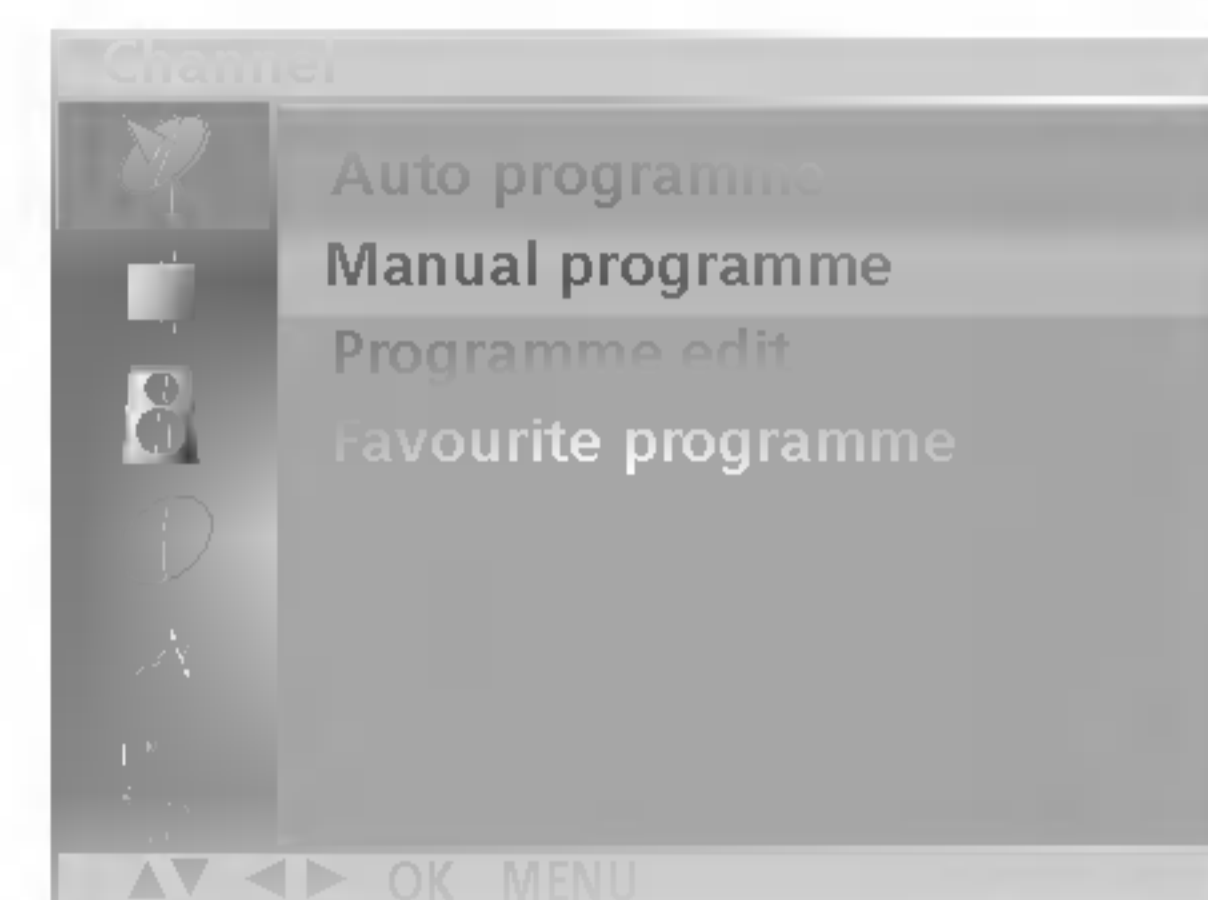 Channel
Auto programme
Manual programme
Programme edit
Favourite programme
▲▼ ◀▶ OK MENU